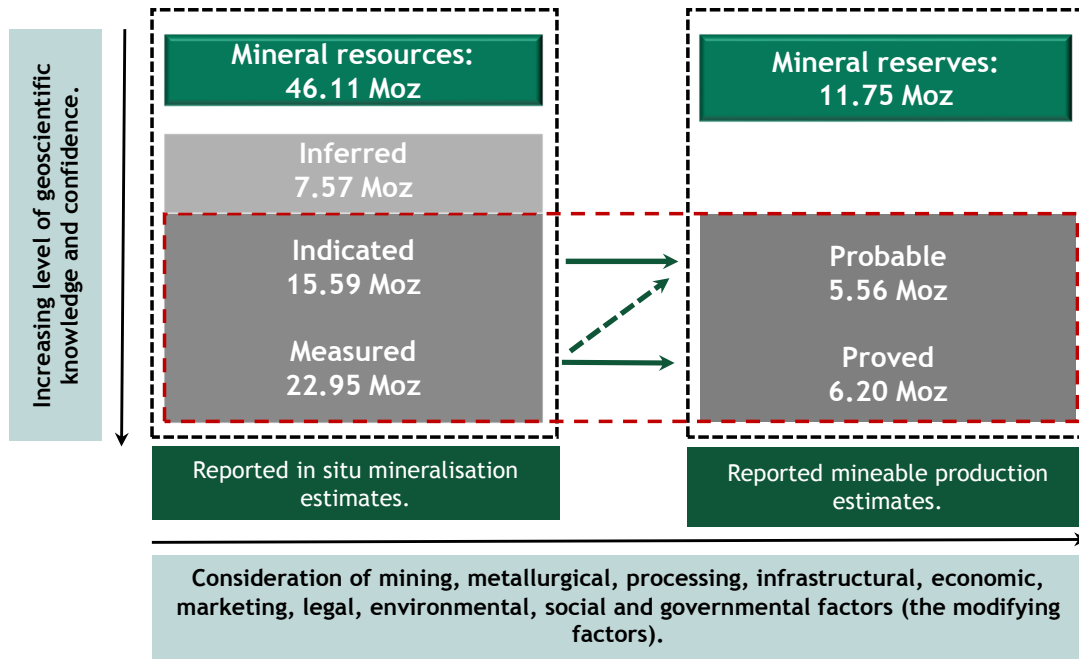 Increasing level of geoscientific
knowledge and confidence.
Mineral resources:
46.11 Moz
Inferred
7.57 Moz
Indicated
15.59 Moz
Measured
22.95 Moz
Reported in situ mineralisation
estimates.
Mineral reserves:
11.75 Moz
Probable
5.56 Moz
Proved
6.20 Moz
Reported mineable production
estimates.
Consideration of mining, metallurgical, processing, infrastructural, economic,
marketing, legal, environmental, social and governmental factors (the modifying
factors).